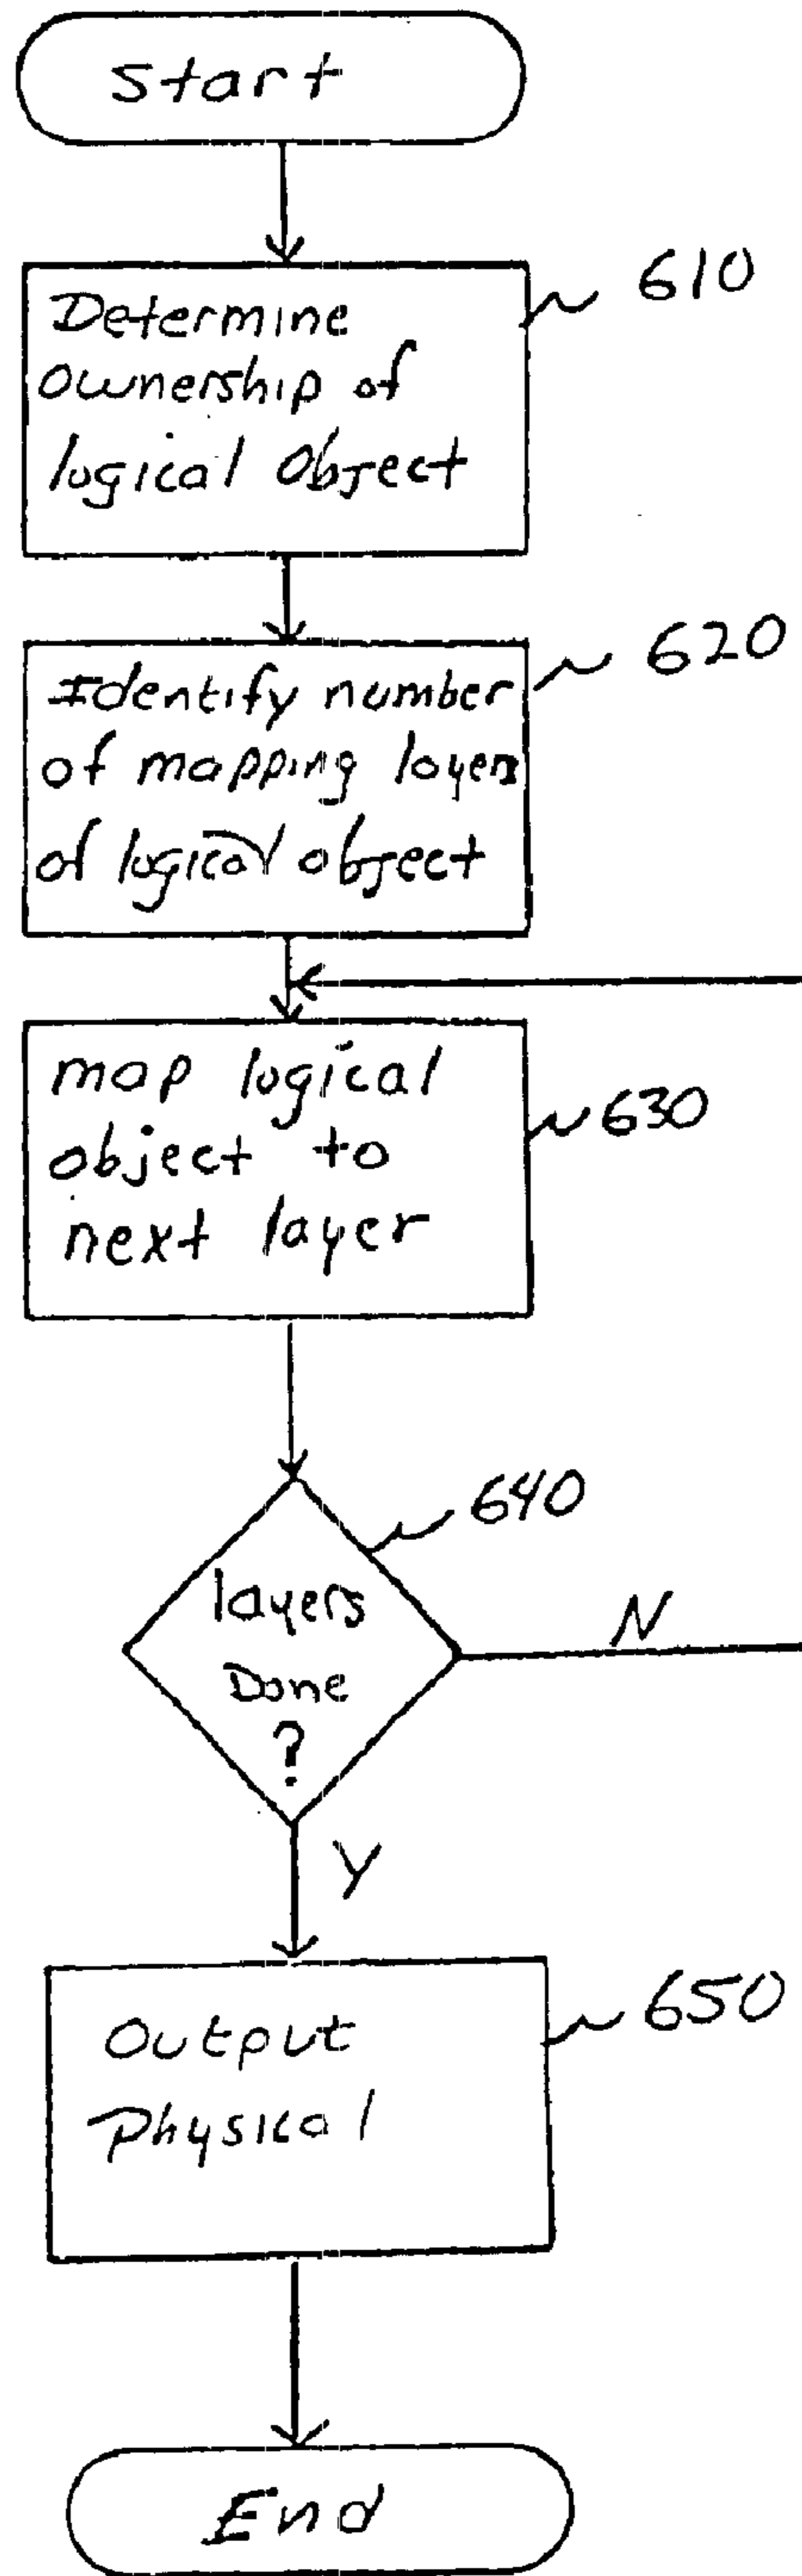 Start
610
Determine
Ownership of
logical Object
620
Identify number
of mapping layers
of logical object
map logical
object to
next layer
630
640
layers
Done
?
N
Y
650
Output
Physical
End